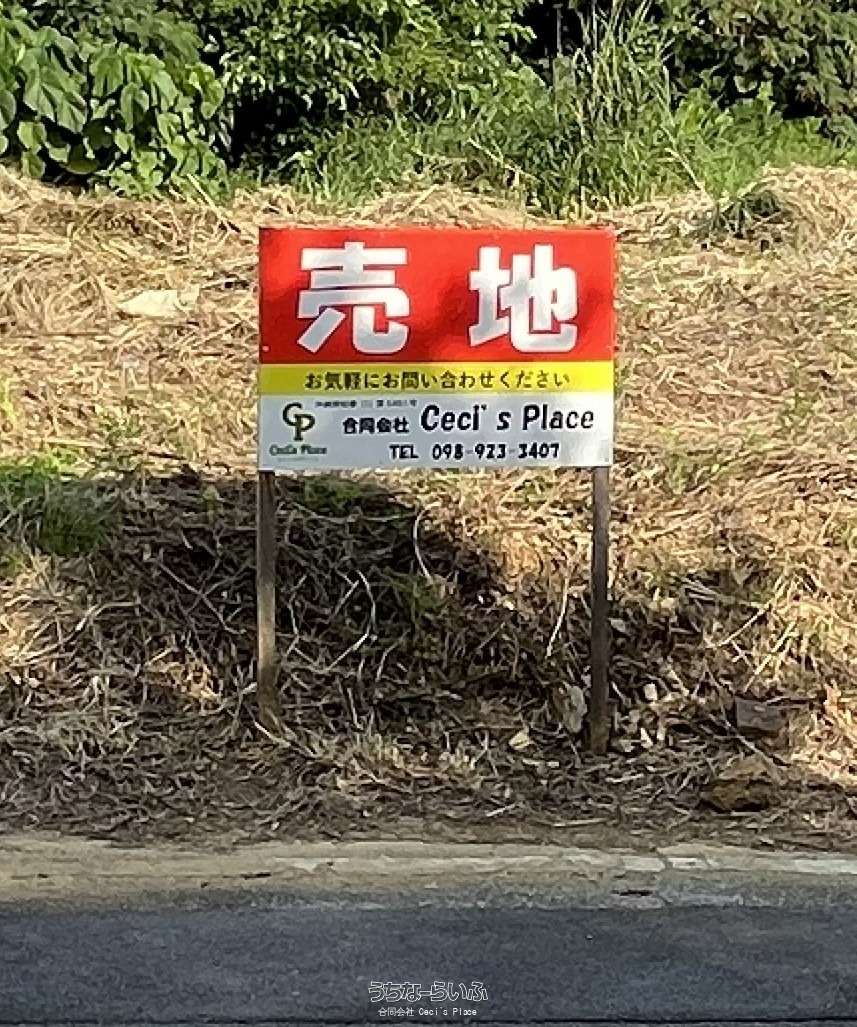 売地
お気軽にお問い合わせください
CP
Ceci's Place
合同会社 Ceci's Place
TEL 098-923-3407
うちなーらいふ
合同会社 Ceci's Place